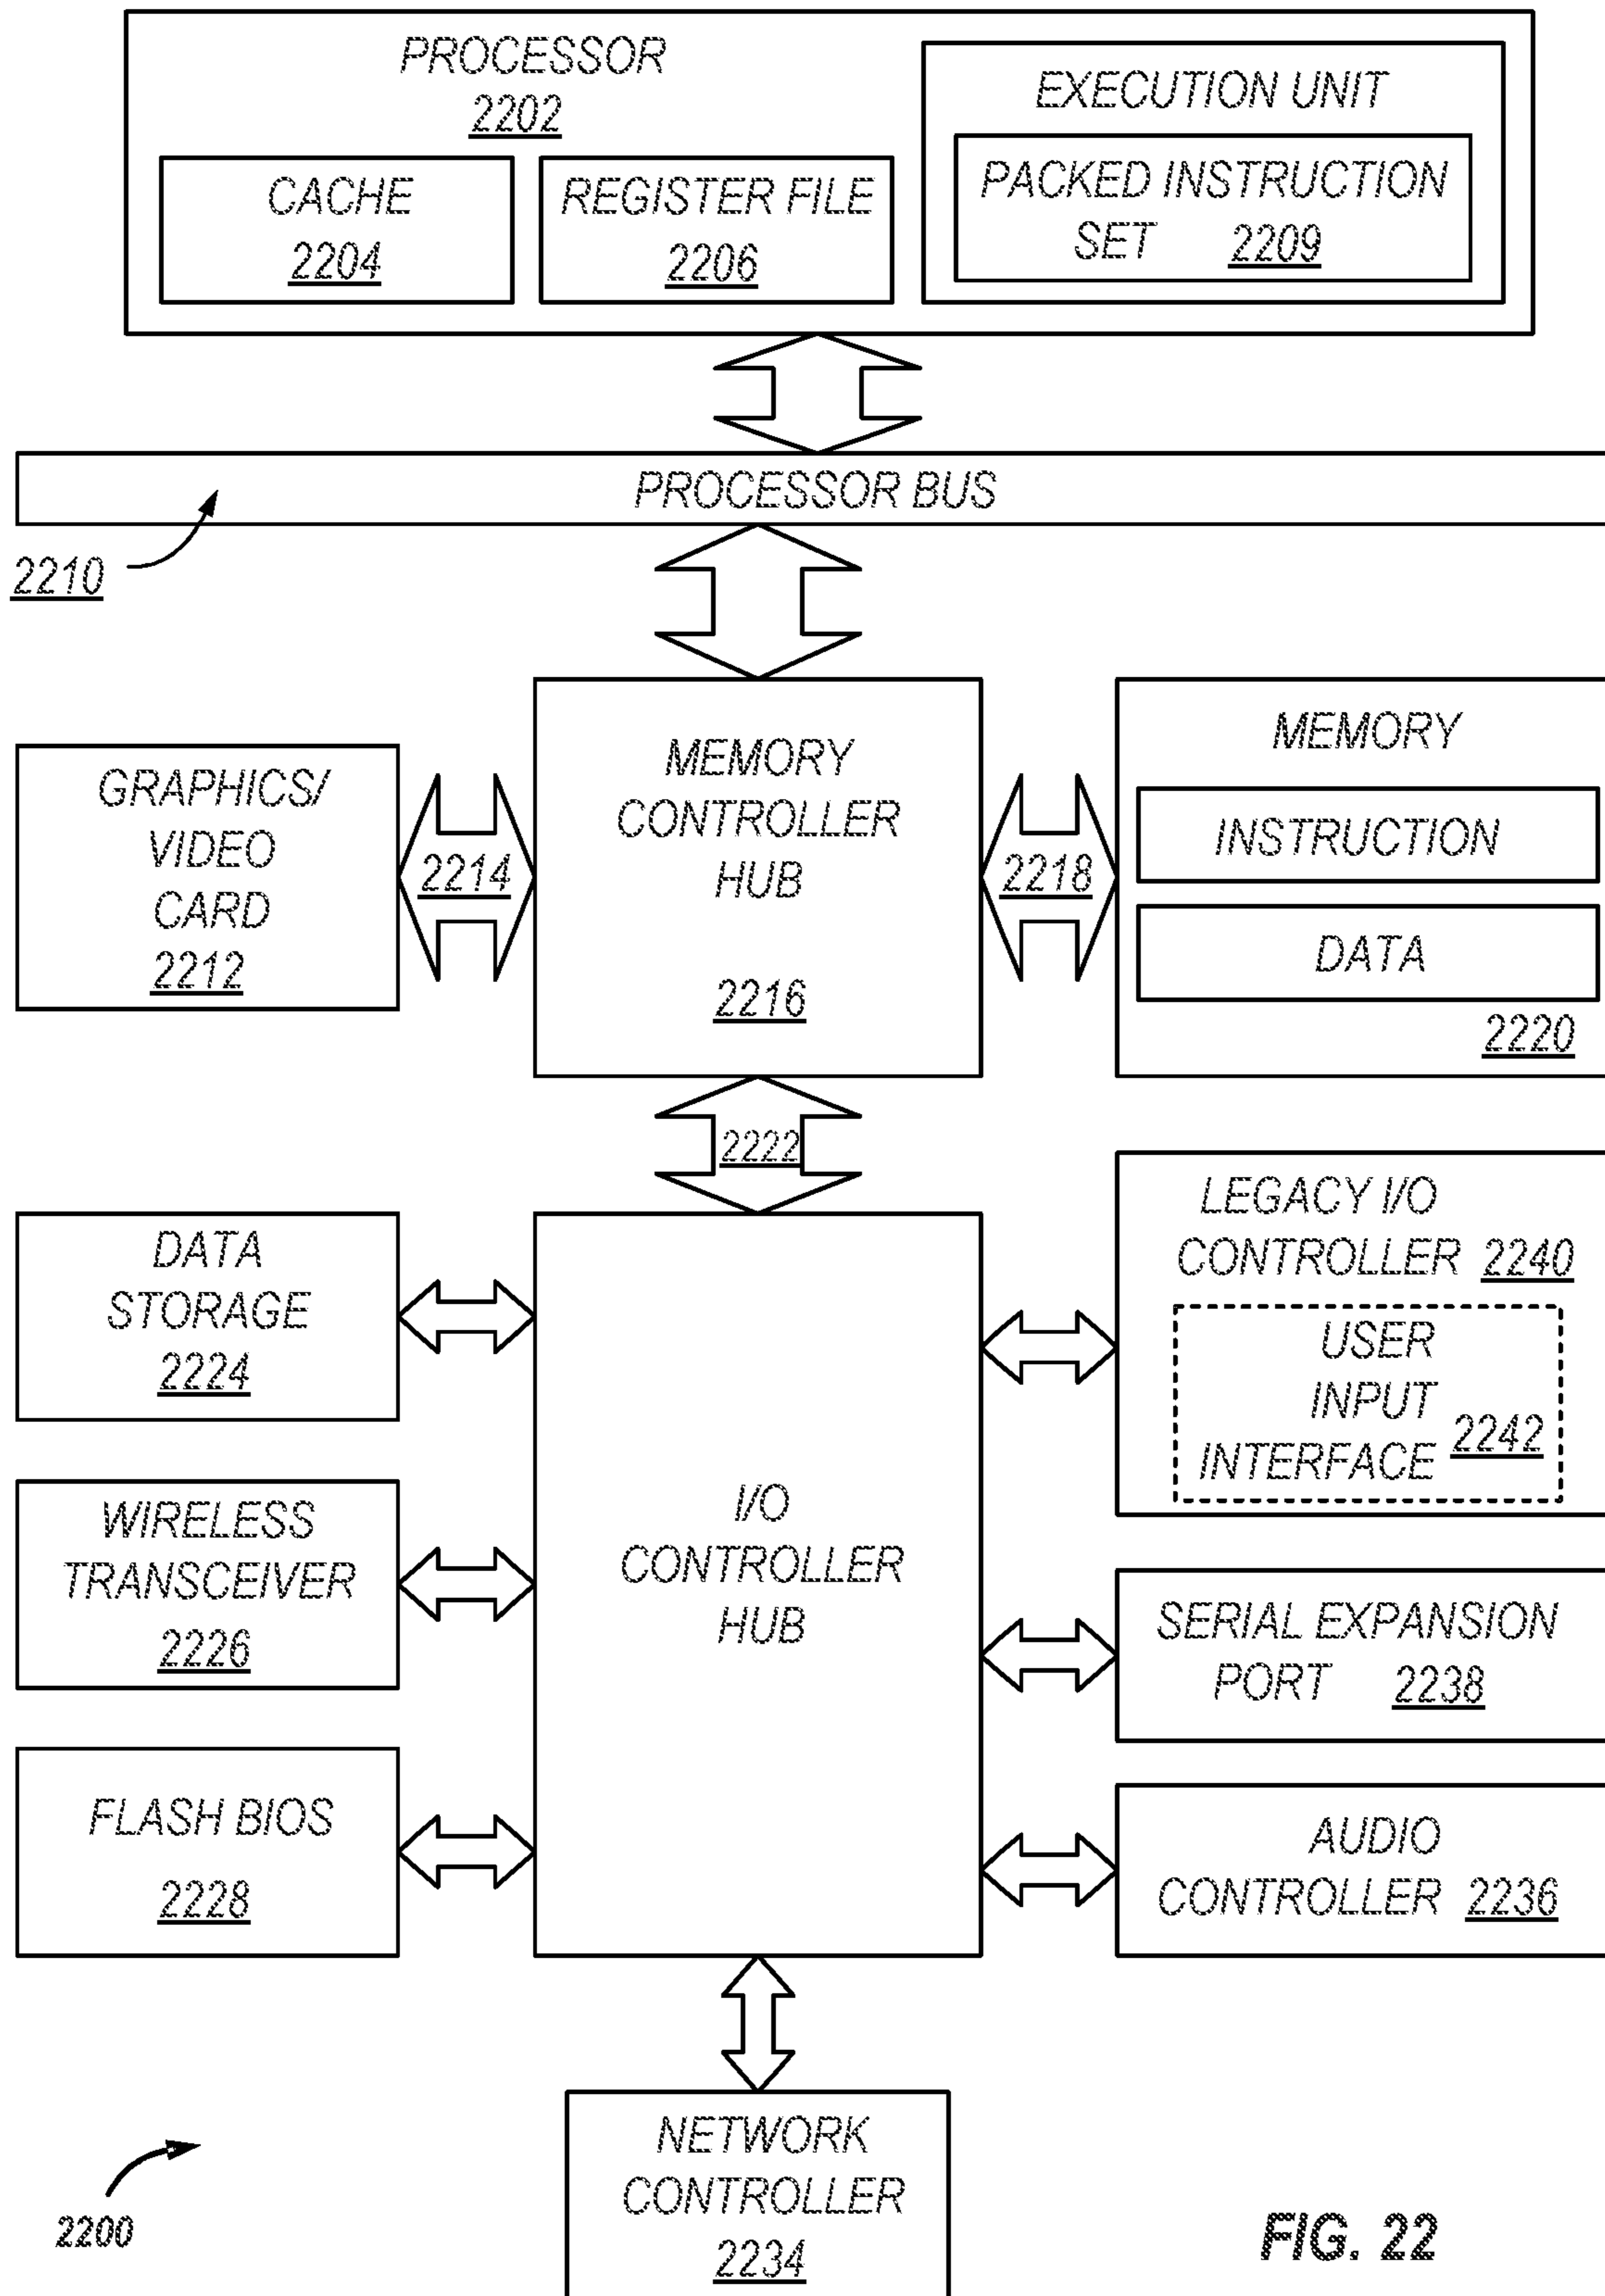 PROCESSOR
2202
CACHE
2204
REGISTER FILE
2206
EXECUTION UNIT
PACKED INSTRUCTION
SET 2209
PROCESSOR BUS
2210
GRAPHICS/
VIDEO
CARD
2212
2214
MEMORY
CONTROLLER
HUB
2216
2218
MEMORY
INSTRUCTION
DATA
2220
2222
DATA
STORAGE
2224
WIRELESS
TRANSCEIVER
2226
FLASH BIOS
2228
I/O
CONTROLLER
HUB
LEGACY I/O
CONTROLLER 2240
USER
INPUT
INTERFACE 2242
SERIAL EXPANSION
PORT 2238
AUDIO
CONTROLLER 2236
NETWORK
CONTROLLER
2234
2200
FIG. 22